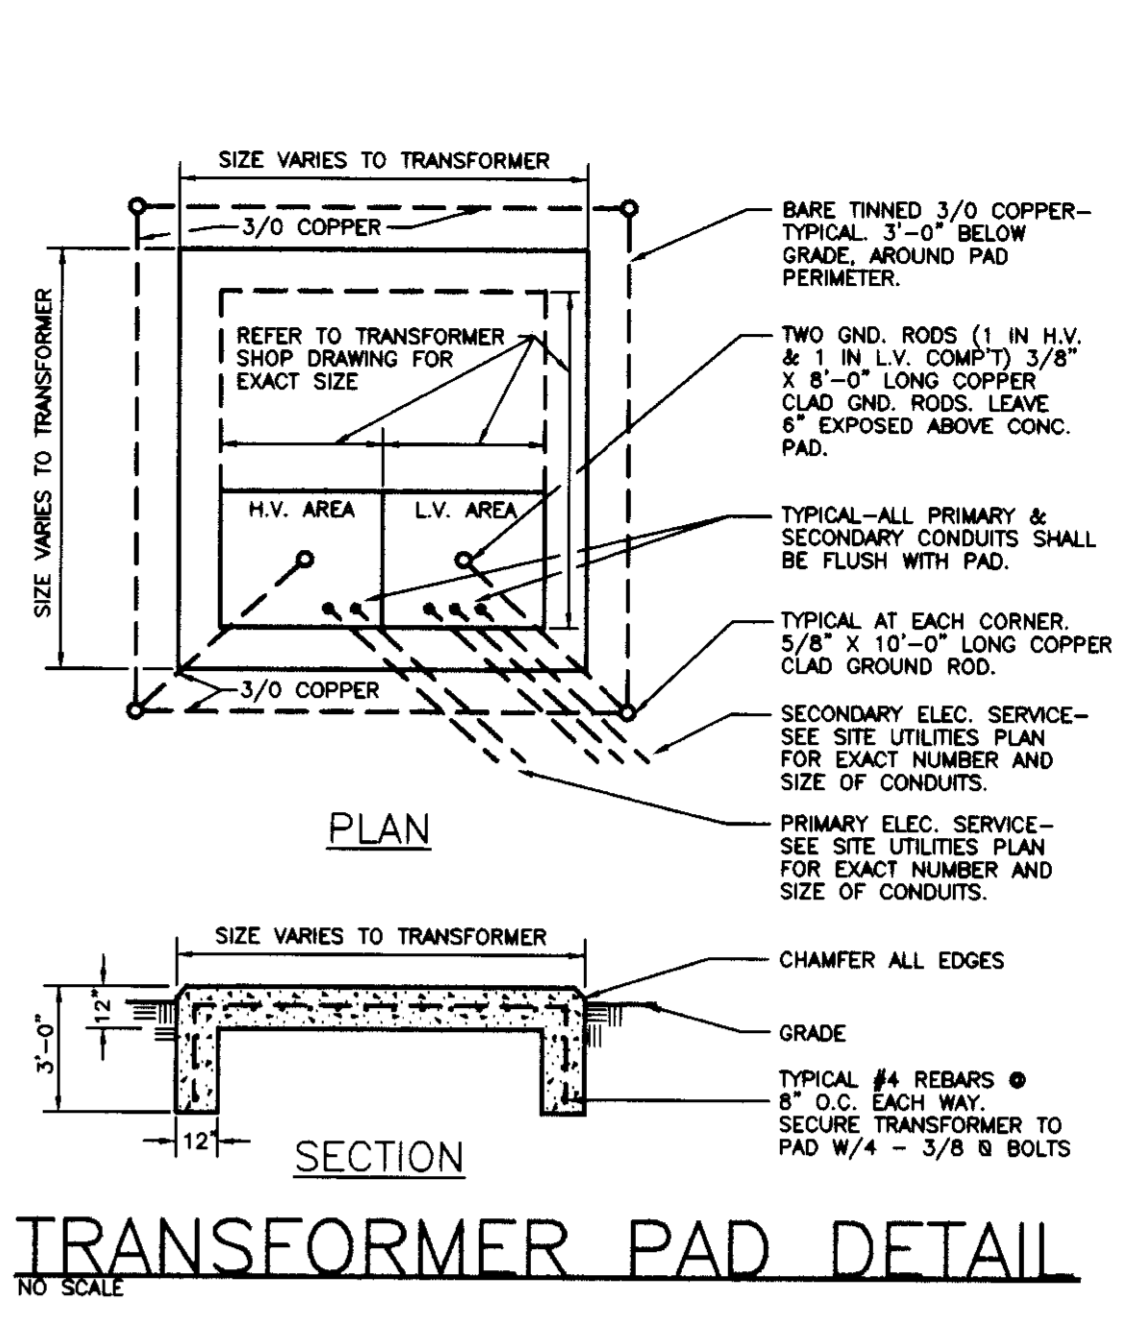 SIZE VARIES TO TRANSFORMER
3/0 COPPER
SIZE VARIES TO TRANSFORMER
REFER TO TRANSFORMER
SHOP DRAWING FOR
EXACT SIZE
H.V. AREA
L.V. AREA
3/0 COPPER
BARE TINNED 3/0 COPPER-
TYPICAL. 3'-0" BELOW
GRADE, AROUND PAD
PERIMETER.
TWO GND. RODS (1 IN H.V.
& 1 IN L.V. COMP'T) 3/8"
X 8'-0" LONG COPPER
CLAD GND. RODS. LEAVE
6" EXPOSED ABOVE CONC.
PAD.
TYPICAL-ALL PRIMARY &
SECONDARY CONDUITS SHALL
BE FLUSH WITH PAD.
TYPICAL AT EACH CORNER.
5/8" X 10'-0" LONG COPPER
CLAD GROUND ROD.
SECONDARY ELEC. SERVICE-
SEE SITE UTILITIES PLAN
FOR EXACT NUMBER AND
SIZE OF CONDUITS.
PRIMARY ELEC. SERVICE-
SEE SITE UTILITIES PLAN
FOR EXACT NUMBER AND
SIZE OF CONDUITS.
PLAN
SIZE VARIES TO TRANSFORMER
12"
3'-0"
12"
CHAMFER ALL EDGES
GRADE
TYPICAL #4 REBARS @
8" O.C. EACH WAY.
SECURE TRANSFORMER TO
PAD W/4 - 3/8 Ø BOLTS
SECTION
TRANSFORMER PAD DETAIL
NO SCALE